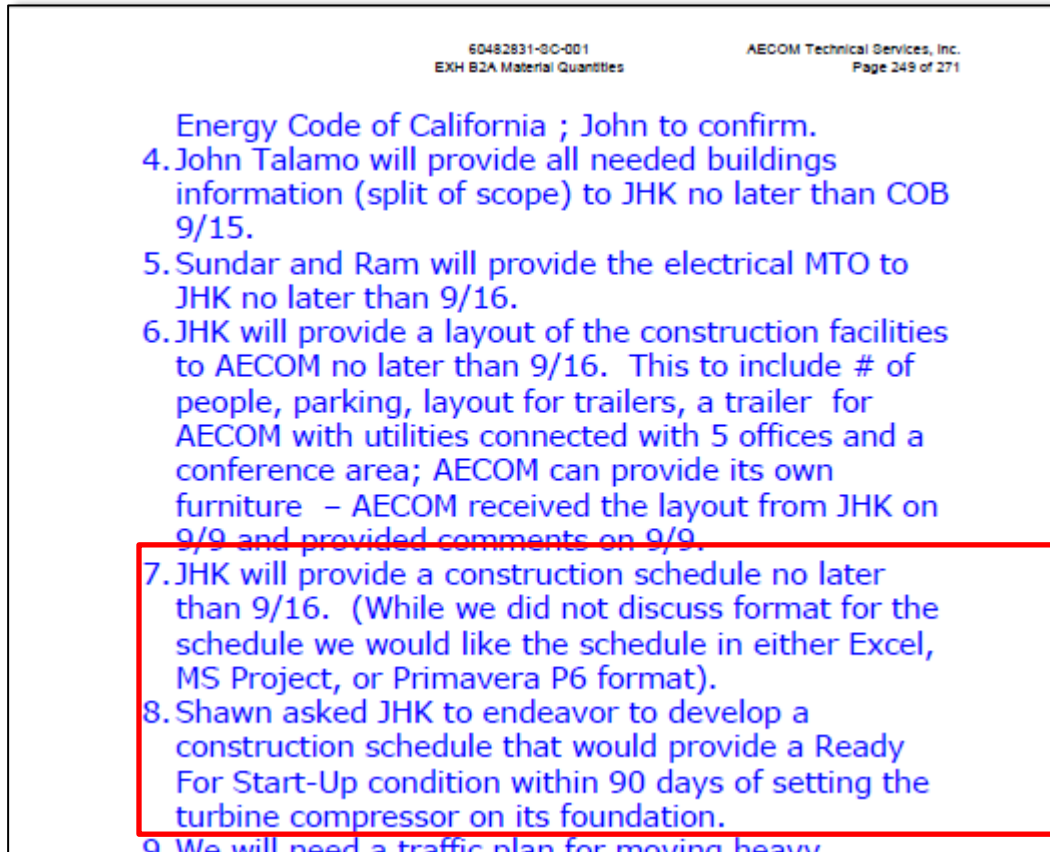 60482831-SC-001
EXH B2A Material Quantities
AECOM Technical Services, Inc.
Page 249 of 271
Energy Code of California ; John to confirm.
4. John Talamo will provide all needed buildings
information (split of scope) to JHK no later than COB
9/15.
5. Sundar and Ram will provide the electrical MTO to
JHK no later than 9/16.
6. JHK will provide a layout of the construction facilities
to AECOM no later than 9/16.  This to include # of
people, parking, layout for trailers, a trailer  for
AECOM with utilities connected with 5 offices and a
conference area; AECOM can provide its own
furniture  – AECOM received the layout from JHK on
9/9 and provided comments on 9/9.
7. JHK will provide a construction schedule no later
than 9/16.  (While we did not discuss format for the
schedule we would like the schedule in either Excel,
MS Project, or Primavera P6 format).
8. Shawn asked JHK to endeavor to develop a
construction schedule that would provide a Ready
For Start-Up condition within 90 days of setting the
turbine compressor on its foundation.
9. We will need a traffic plan for moving heavy